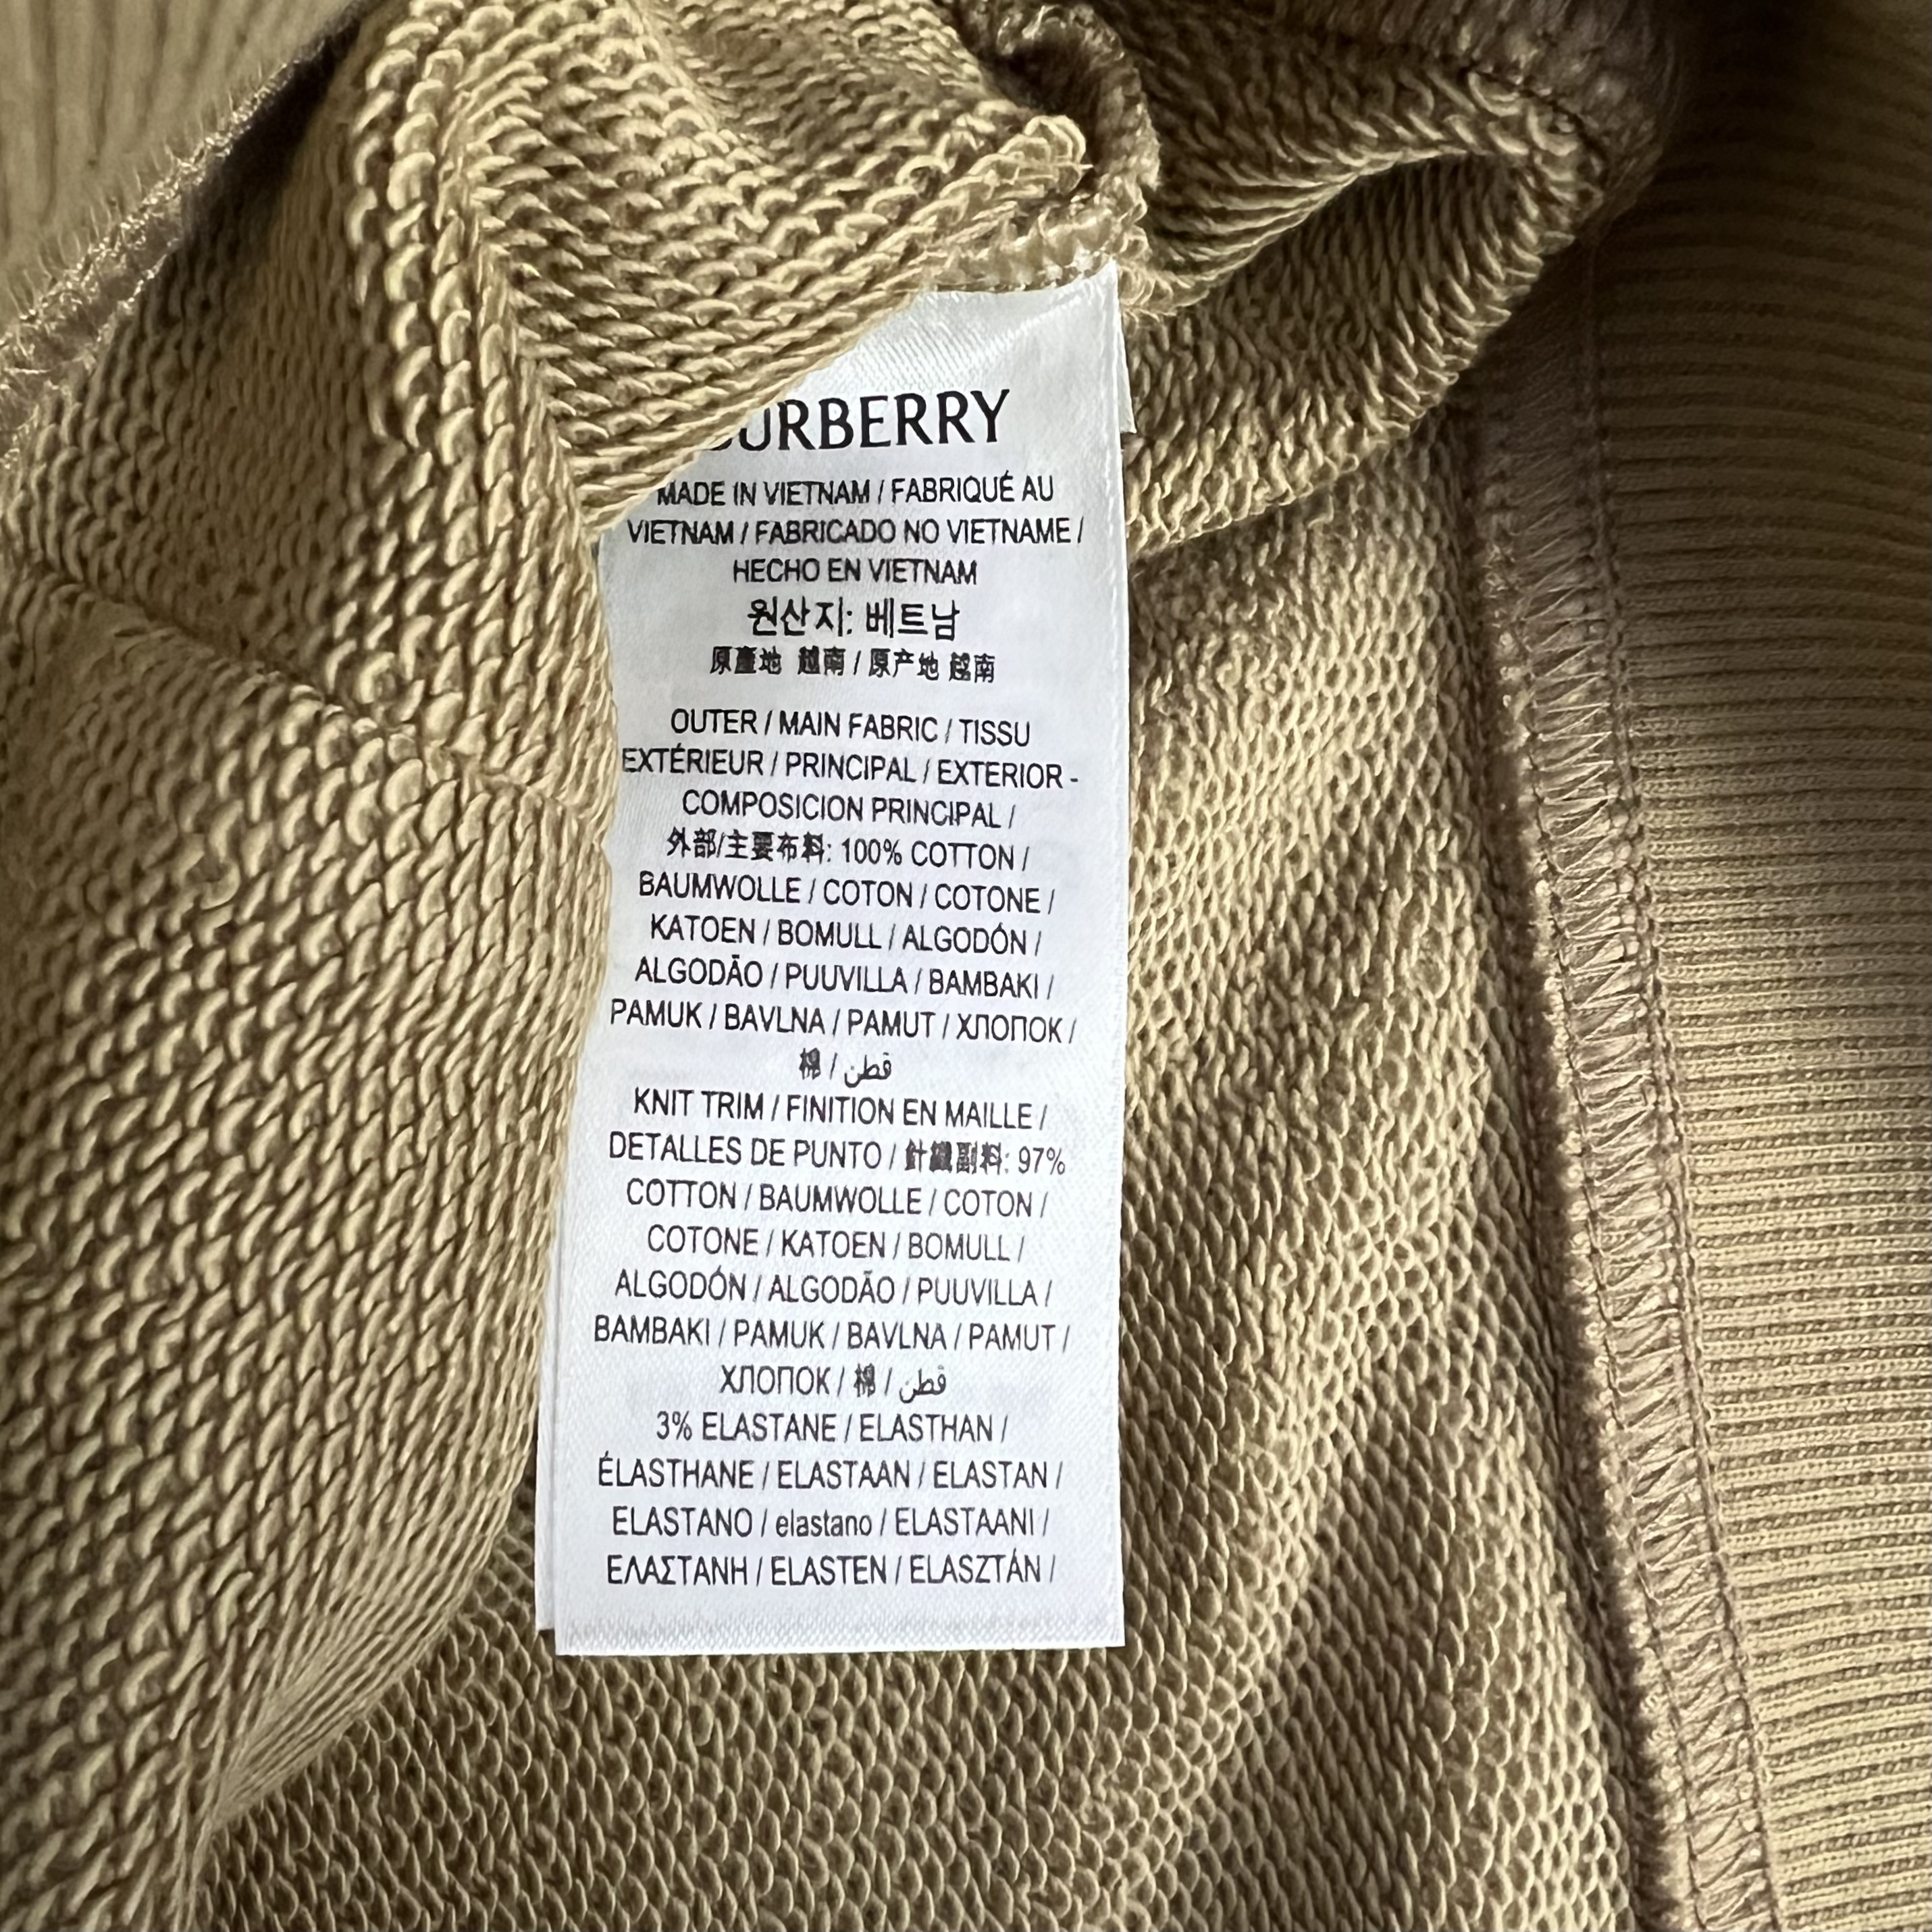 BURBERRY
MADE IN VIETNAM / FABRIQUÉ AU
VIETNAM / FABRICADO NO VIETNAME /
HECHO EN VIETNAM
원산지: 베트남
原產地 越南 / 原产地 越南
OUTER / MAIN FABRIC / TISSU
EXTÉRIEUR / PRINCIPAL / EXTERIOR -
COMPOSICION PRINCIPAL /
外部/主要布料: 100% COTTON /
BAUMWOLLE / COTON / COTONE /
KATOEN / BOMULL / ALGODÓN /
ALGODÃO / PUUVILLA / BAMBAKI /
PAMUK / BAVLNA / PAMUT / ХЛОПОК /
棉 / قطن
KNIT TRIM / FINITION EN MAILLE /
DETALLES DE PUNTO / 針織副料: 97%
COTTON / BAUMWOLLE / COTON /
COTONE / KATOEN / BOMULL /
ALGODÓN / ALGODÃO / PUUVILLA /
BAMBAKI / PAMUK / BAVLNA / PAMUT /
ХЛОПОК / 棉 / قطن
3% ELASTANE / ELASTHAN /
ÉLASTHANE / ELASTAAN / ELASTAN /
ELASTANO / elastano / ELASTAANI /
ΕΛΑΣΤΑΝΗ / ELASTEN / ELASZTÁN /